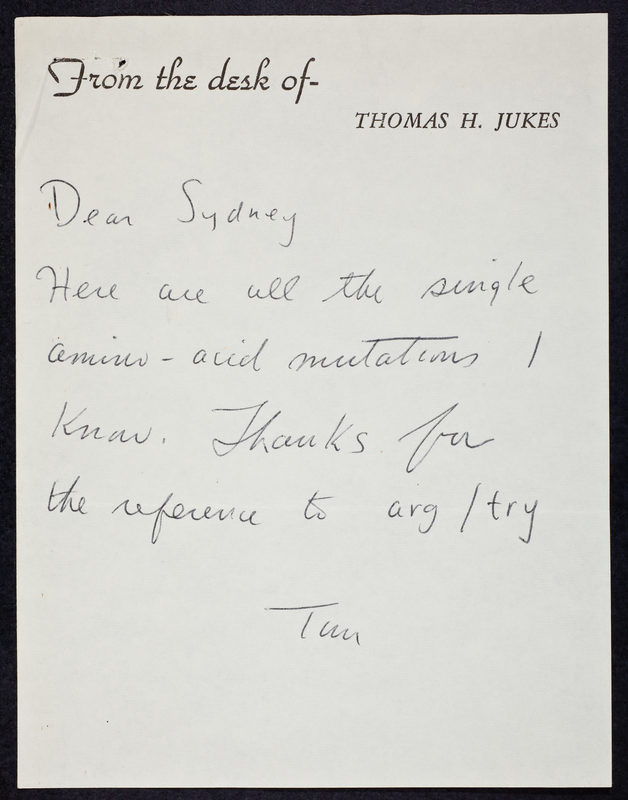 From the desk of-
THOMAS H. JUKES
Dear Sydney
Here are all the single
amino-acid mutations I
know. Thanks for
the reference to arg/try
Tom